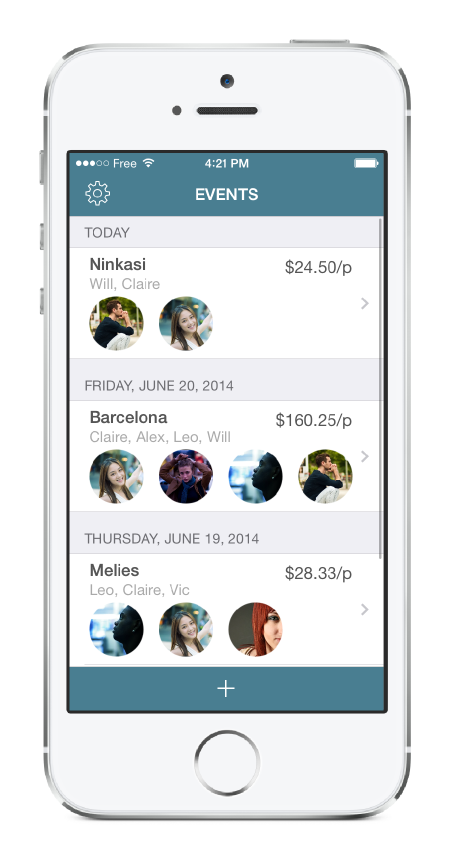 Free 4:21 PM
EVENTS
TODAY
Ninkasi $24.50/p
Will, Claire
FRIDAY, JUNE 20, 2014
Barcelona $160.25/p
Claire, Alex, Leo, Will
THURSDAY, JUNE 19, 2014
Melies $28.33/p
Leo, Claire, Vic
+